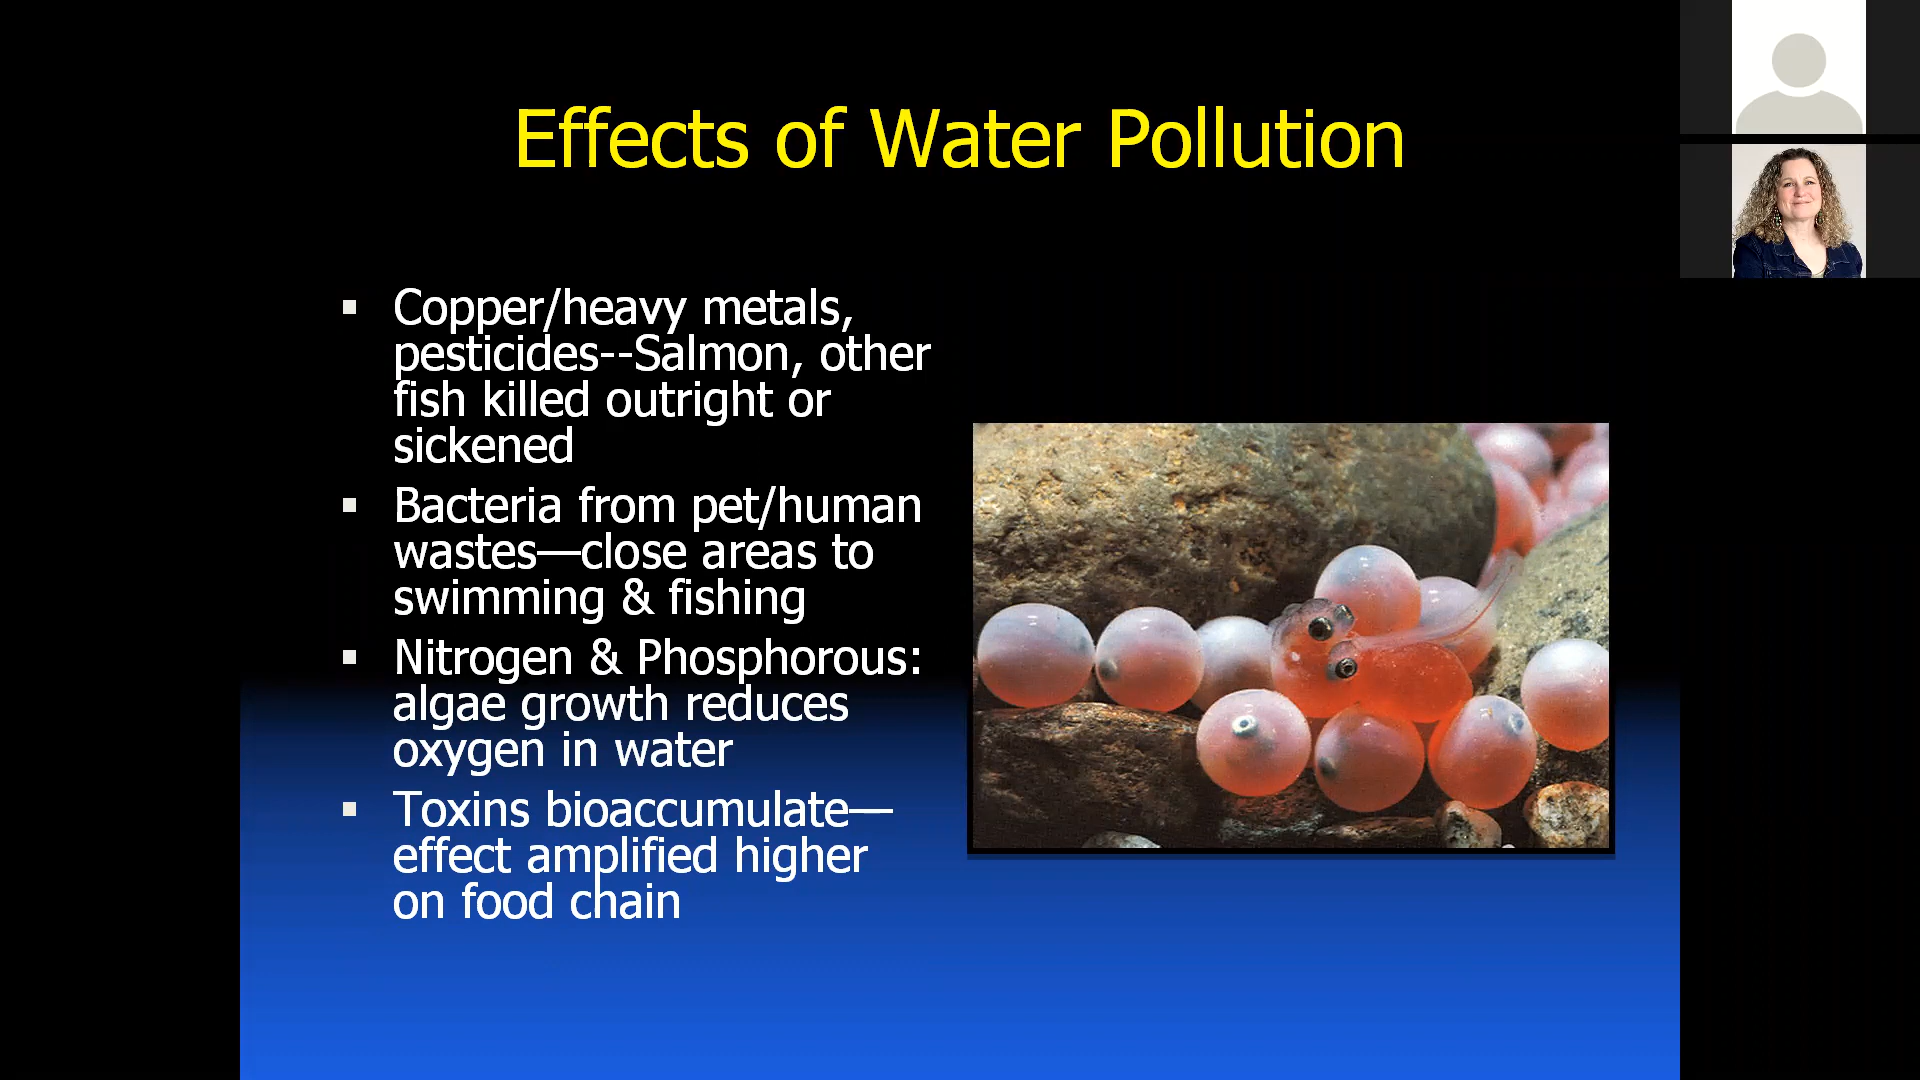 Effects of Water Pollution
Copper/heavy metals,
pesticides--Salmon, other
fish killed outright or
sickened
Bacteria from pet/human
wastes—close areas to
swimming & fishing
Nitrogen & Phosphorous:
algae growth reduces
oxygen in water
Toxins bioaccumulate—
effect amplified higher
on food chain